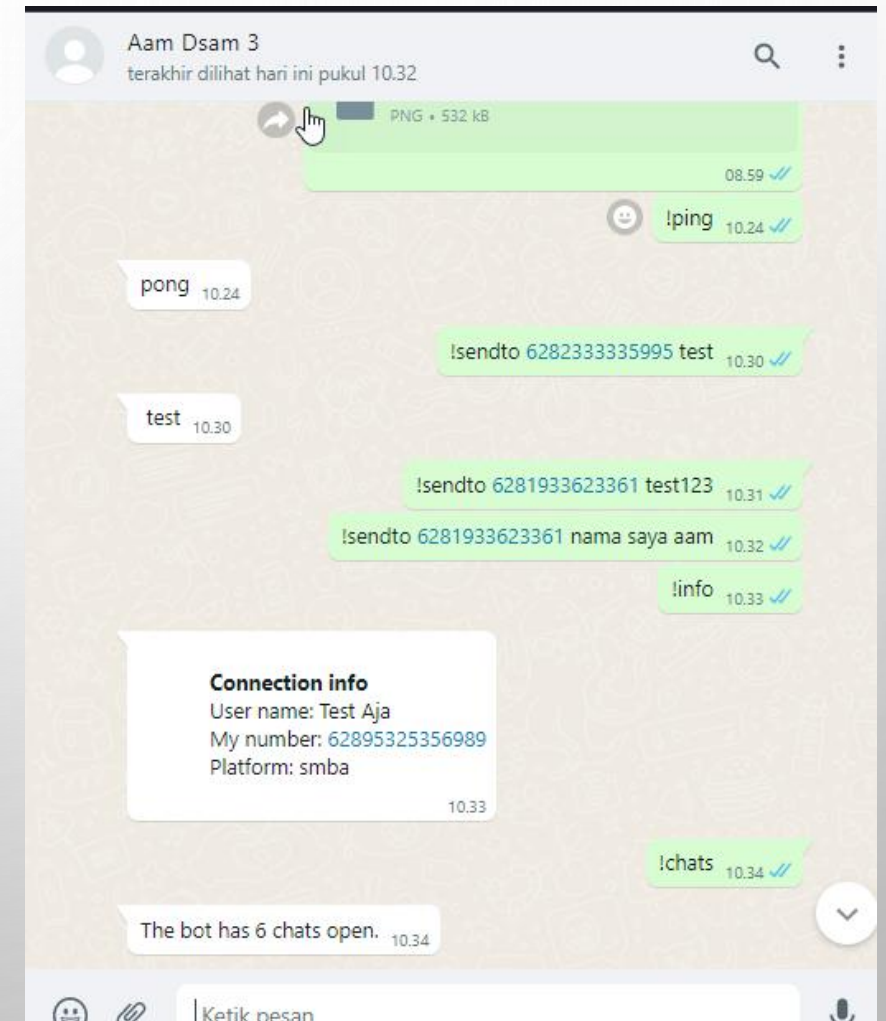 Aam Dsam 3
terakhir dilihat hari ini pukul 10.32
PNG • 532 kB
08.59
!ping 10.24
pong 10.24
!sendto 6282333335995 test 10.30
test 10.30
!sendto 6281933623361 test123 10.31
!sendto 6281933623361 nama saya aam 10.32
!info 10.33
Connection info
User name: Test Aja
My number: 62895325356989
Platform: smba
10.33
!chats 10.34
The bot has 6 chats open. 10.34
Ketik pesan